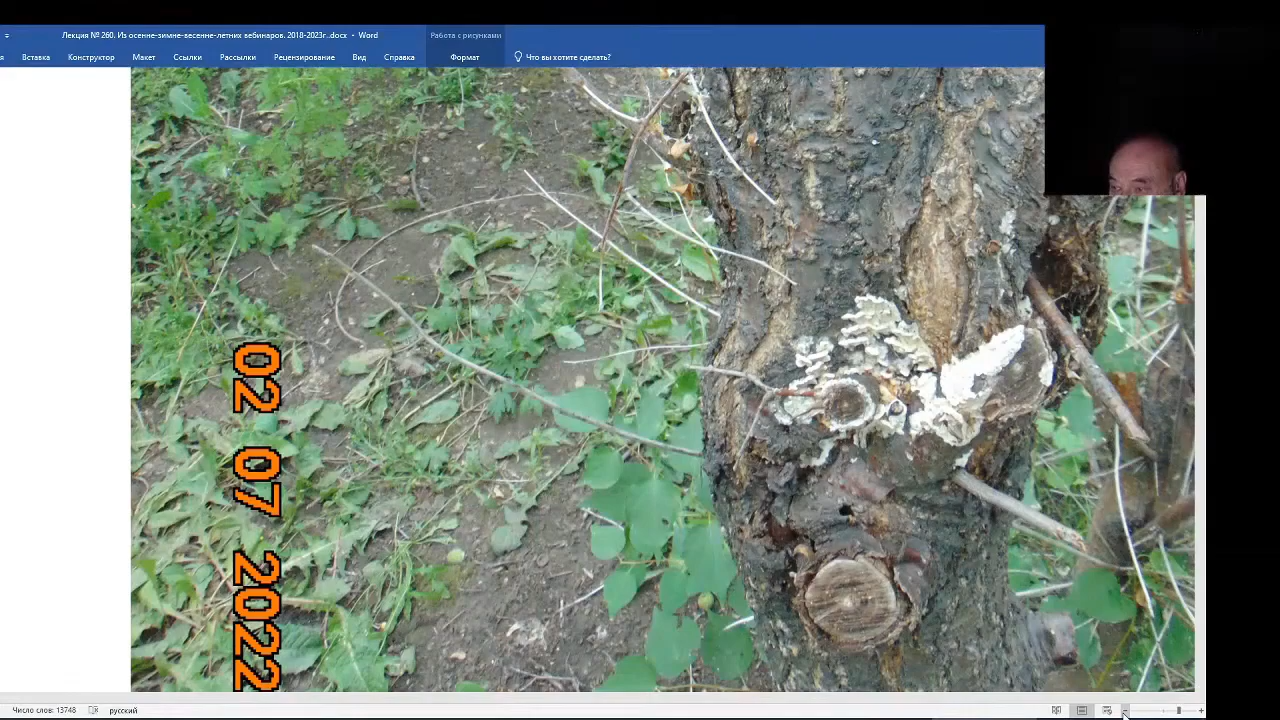 Лекция № 260. Из осенне-зимне-весенне-летних вебинаров. 2018-2023г..docx - Word
Работа с рисунками
я Вставка Конструктор Макет Ссылки Рассылки Рецензирование Вид Справка Формат Что вы хотите сделать?
02 07 2022
Число слов: 13748 русский